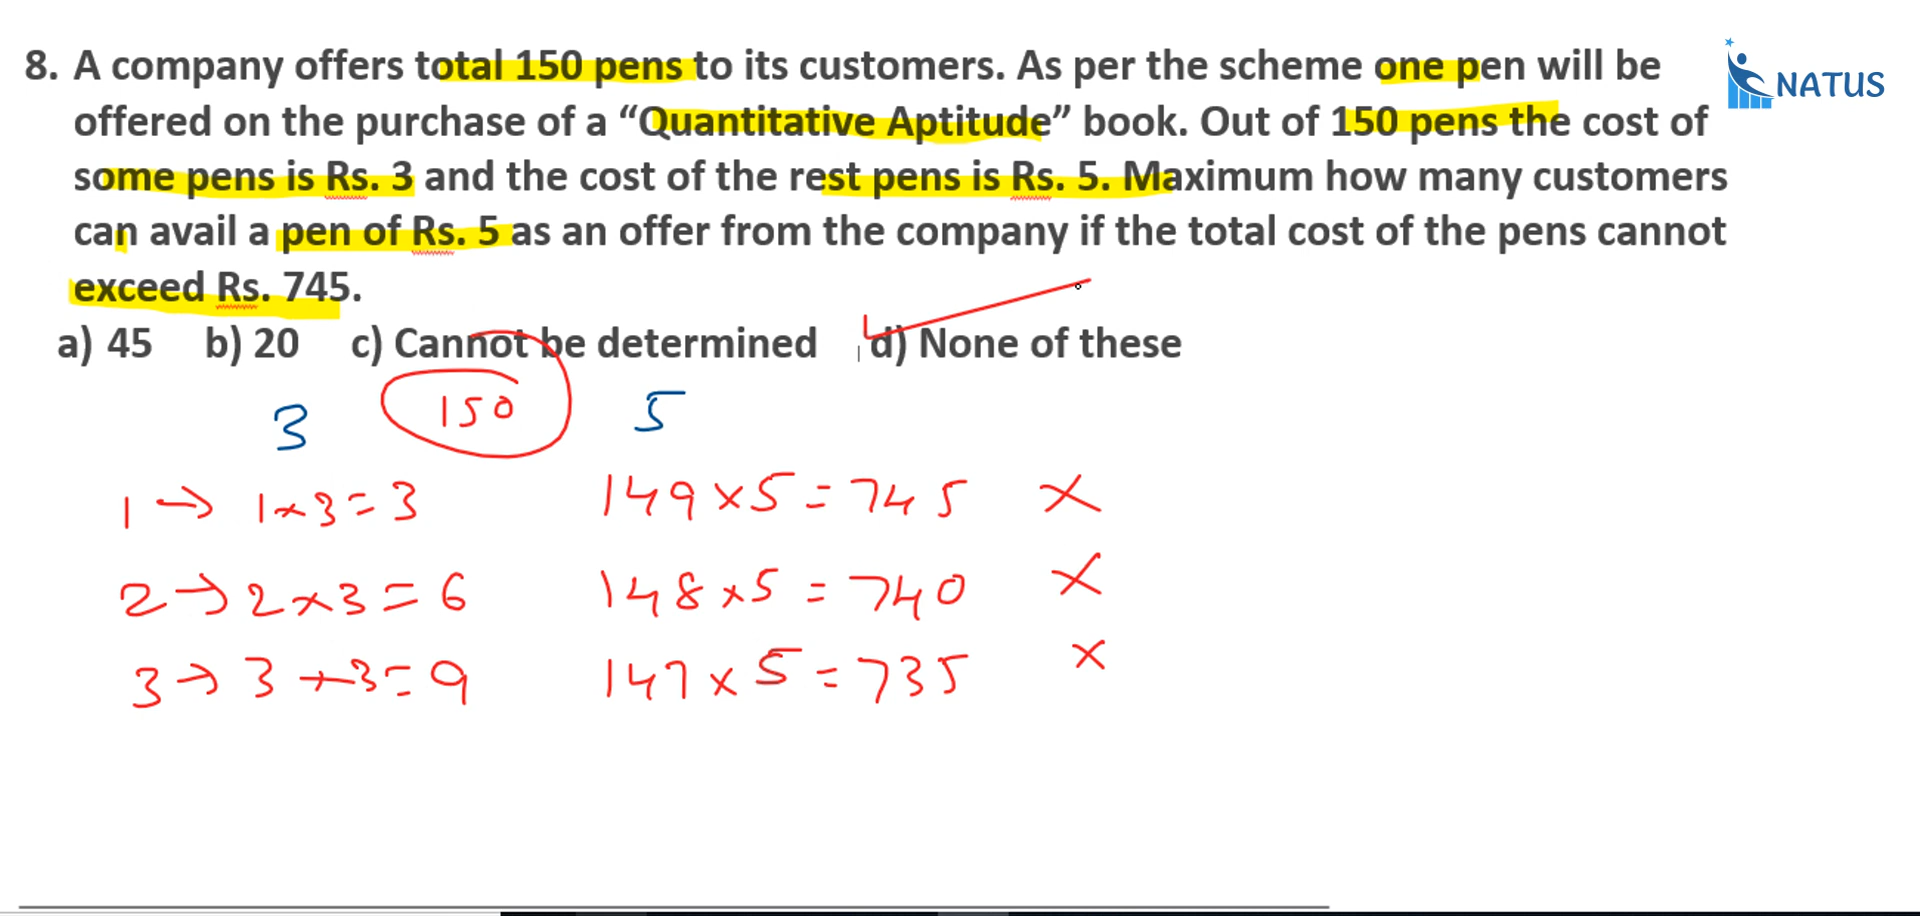 8. A company offers total 150 pens to its customers. As per the scheme one pen will be
NATUS
offered on the purchase of a “Quantitative Aptitude” book. Out of 150 pens the cost of
some pens is Rs. 3 and the cost of the rest pens is Rs. 5. Maximum how many customers
can avail a pen of Rs. 5 as an offer from the company if the total cost of the pens cannot
exceed Rs. 745.
a) 45 b) 20 c) Cannot be determined d) None of these
3 150 5
1 → 1 × 3 = 3 149 × 5 = 745 ×
2 → 2 × 3 = 6 148 × 5 = 740 ×
3 → 3 + 3 = 9 147 × 5 = 735 ×